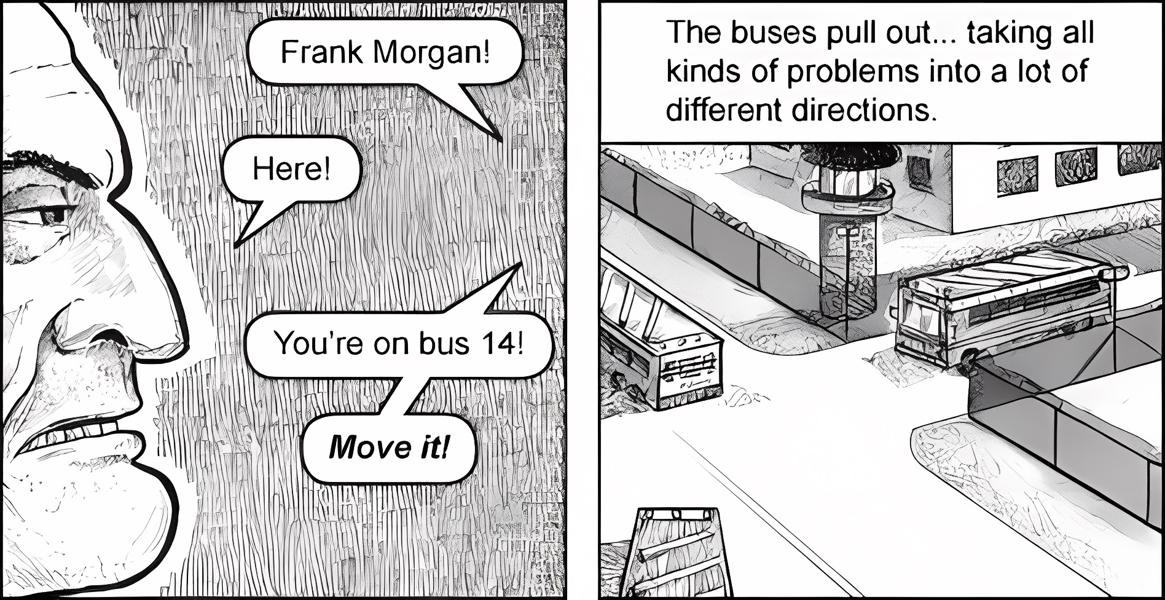 Frank Morgan!
Here!
You're on bus 14!
Move it!
The buses pull out... taking all
kinds of problems into a lot of
different directions.